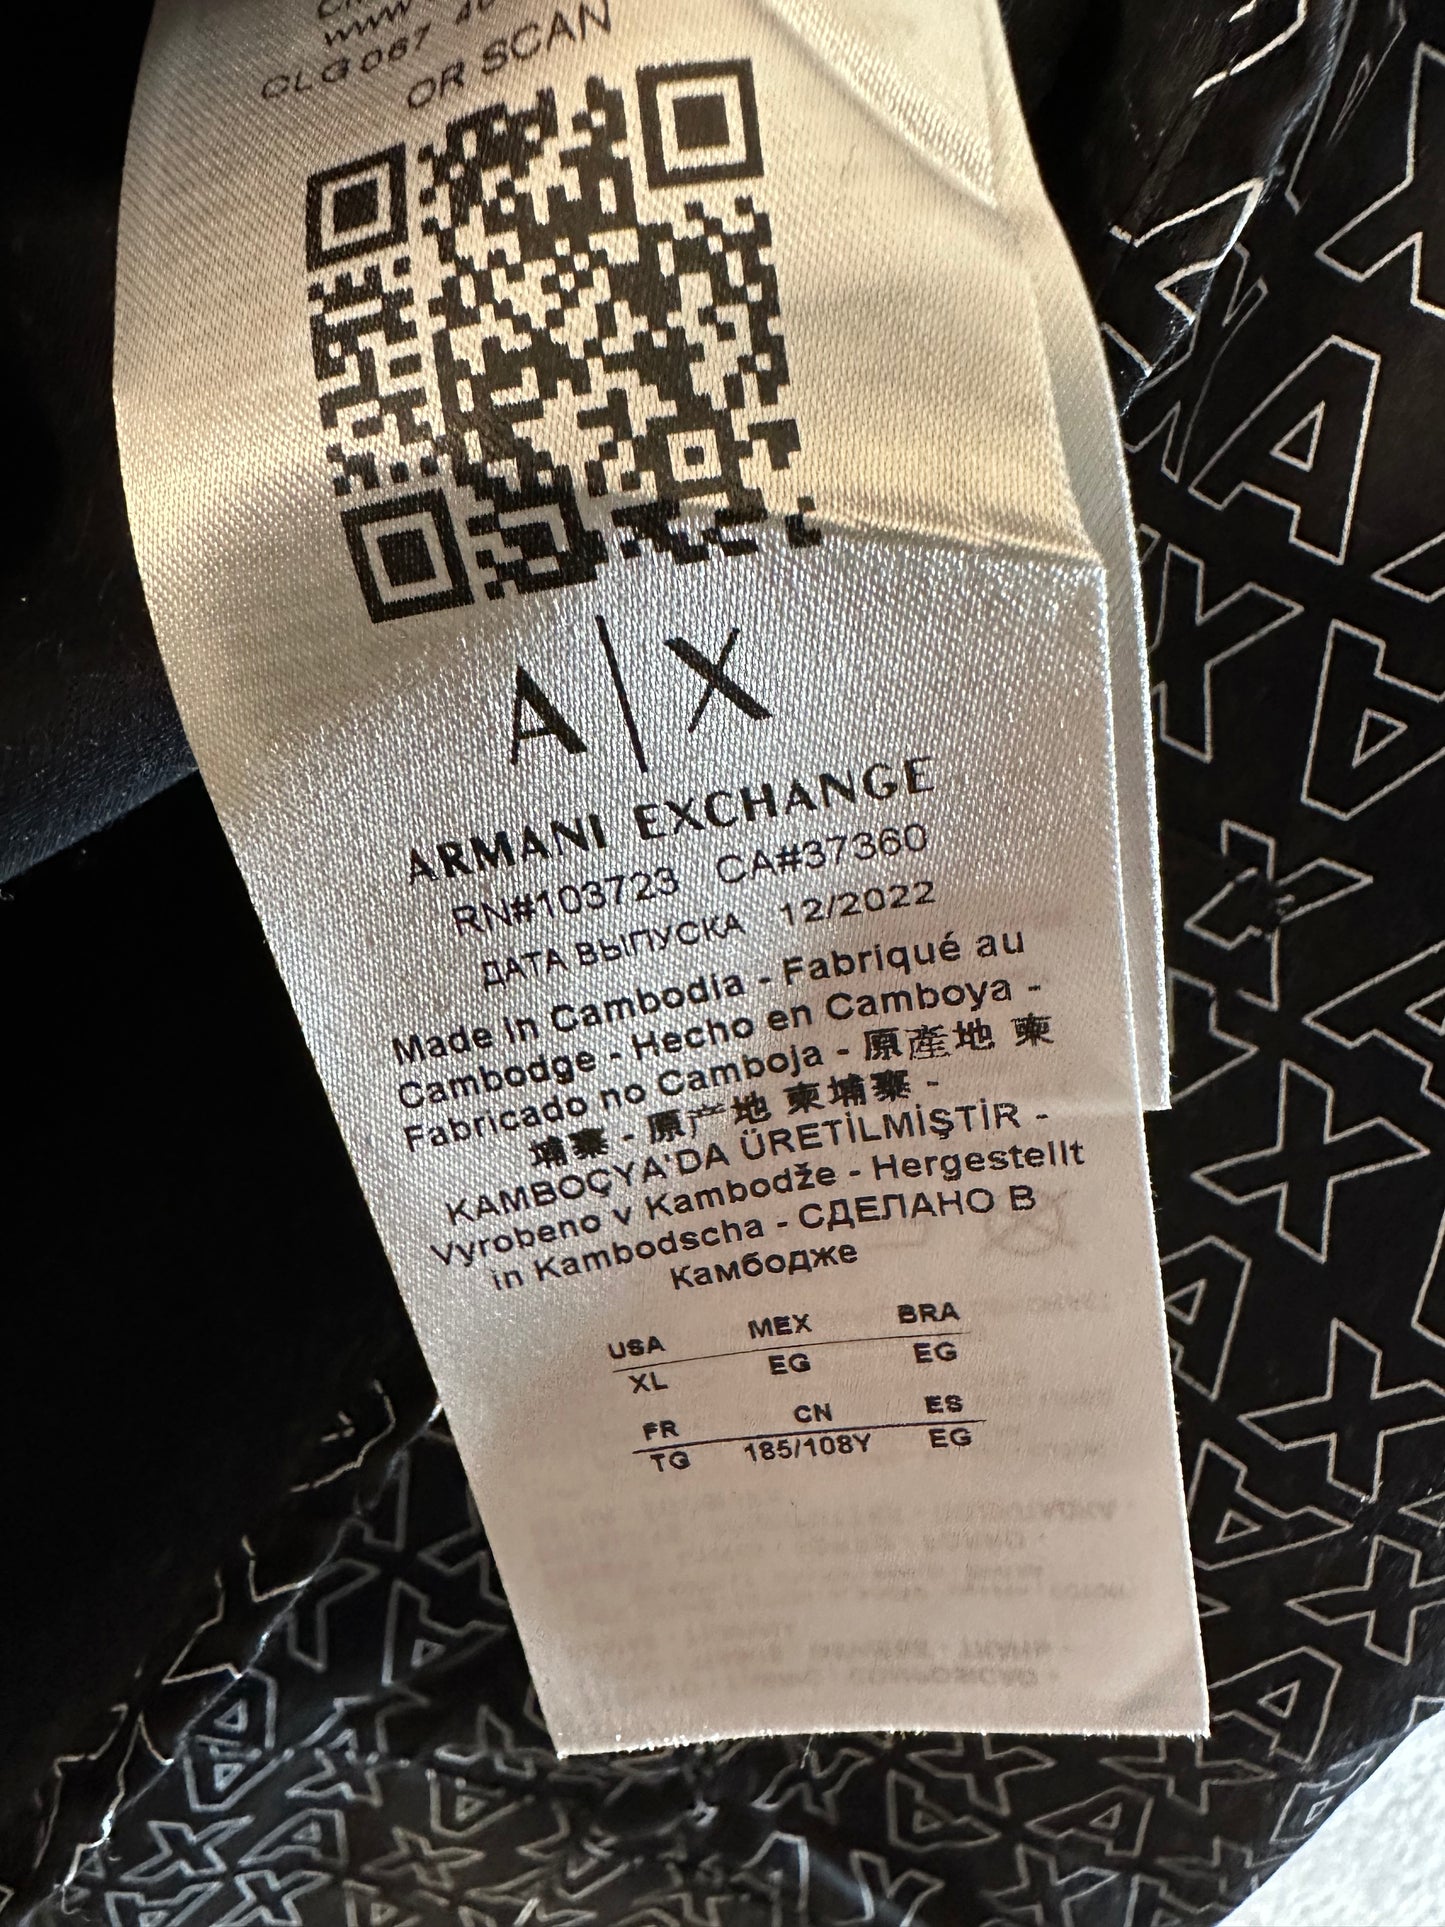 OR SCAN
A|X
ARMANI EXCHANGE
RN#103723 CA#37360
ДАТА ВЫПУСКА 12/2022
Made in Cambodia - Fabriqué au
Cambodge - Hecho en Camboya -
Fabricado no Camboja - 原産地 柬
埔寨 - 原产地 柬埔寨 -
KAMBOÇYA'DA ÜRETİLMİŞTİR -
Vyrobeno v Kambodže - Hergestellt
in Kambodscha - СДЕЛАНО В
Камбодже
USA MEX BRA
XL EG EG
FR CN ES
TG 185/108Y EG